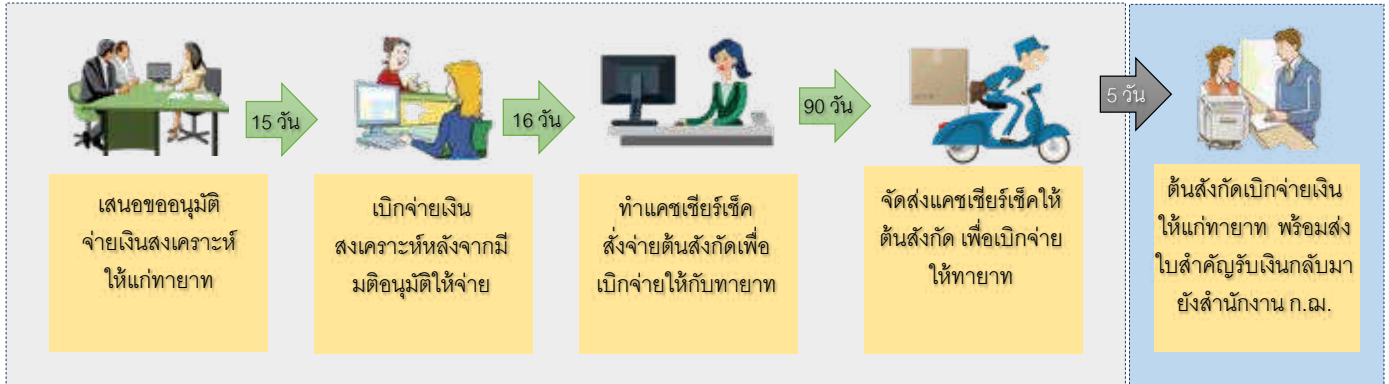 15 วัน
16 วัน
90 วัน
5 วัน
เสนอขออนุมัติ
จ่ายเงินสงเคราะห์
ให้แก่ทายาท
เบิกจ่ายเงิน
สงเคราะห์หลังจากมี
มติอนุมัติให้จ่าย
ทำแคชเชียร์เช็ค
สั่งจ่ายต้นสังกัดเพื่อ
เบิกจ่ายให้กับทายาท
จัดส่งแคชเชียร์เช็คให้
ต้นสังกัด เพื่อเบิกจ่าย
ให้ทายาท
ต้นสังกัดเบิกจ่ายเงิน
ให้แก่ทายาท พร้อมส่ง
ใบสำคัญรับเงินกลับมา
ยังสำนักงาน ก.ฌ.